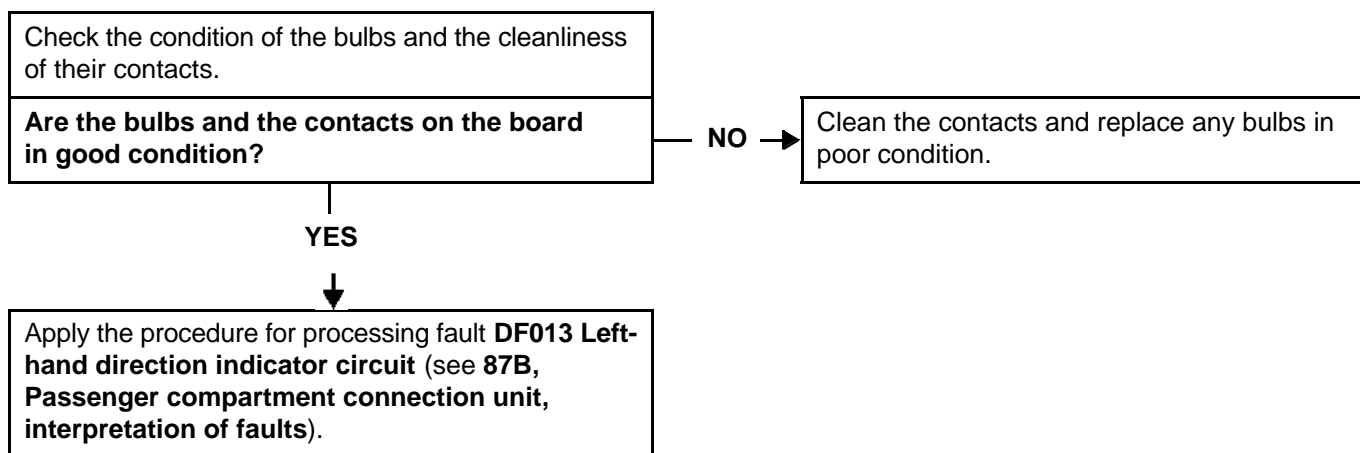 Check the condition of the bulbs and the cleanliness
of their contacts.
Are the bulbs and the contacts on the board
in good condition?
NO
Clean the contacts and replace any bulbs in
poor condition.
YES
Apply the procedure for processing fault DF013 Left-
hand direction indicator circuit (see 87B,
Passenger compartment connection unit,
interpretation of faults).